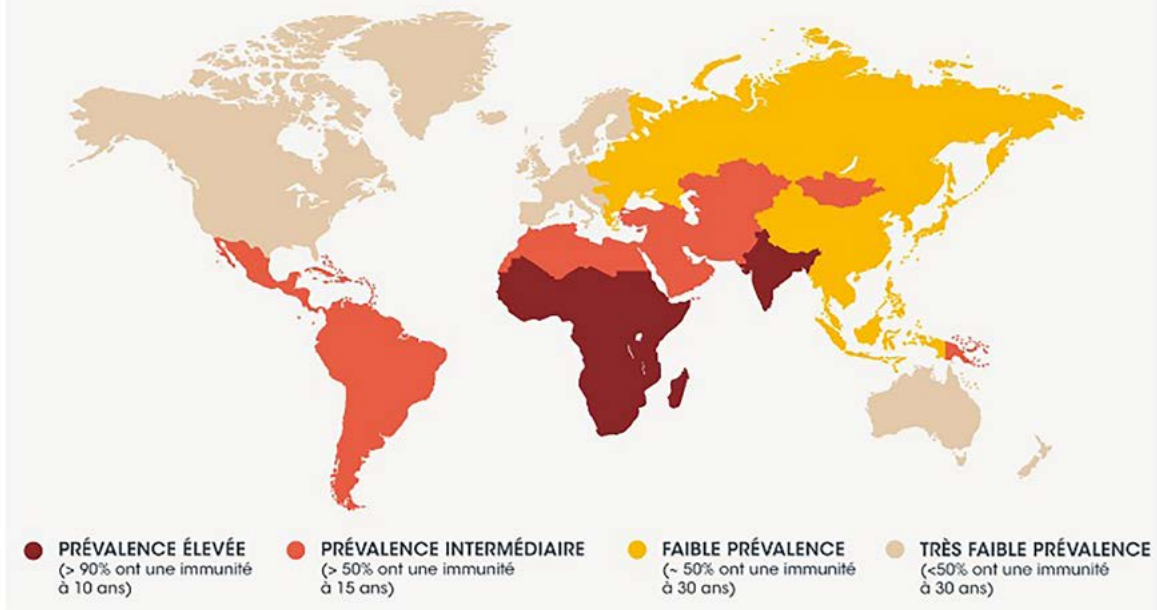 PRÉVALENCE ÉLEVÉE
(> 90% ont une immunité
à 10 ans)
PRÉVALENCE INTERMÉDIAIRE
(> 50% ont une immunité
à 15 ans)
FAIBLE PRÉVALENCE
(~ 50% ont une immunité
à 30 ans)
TRÈS FAIBLE PRÉVALENCE
(<50% ont une immunité
à 30 ans)